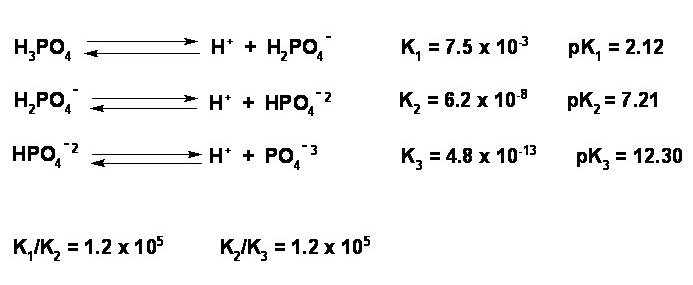 H₃PO₄ ⇌ H⁺ + H₂PO₄⁻ K₁ = 7.5 x 10⁻³ pK₁ = 2.12
H₂PO₄⁻ ⇌ H⁺ + HPO₄⁻² K₂ = 6.2 x 10⁻⁸ pK₂ = 7.21
HPO₄⁻² ⇌ H⁺ + PO₄⁻³ K₃ = 4.8 x 10⁻¹³ pK₃ = 12.30
K₁/K₂ = 1.2 x 10⁵ K₂/K₃ = 1.2 x 10⁵